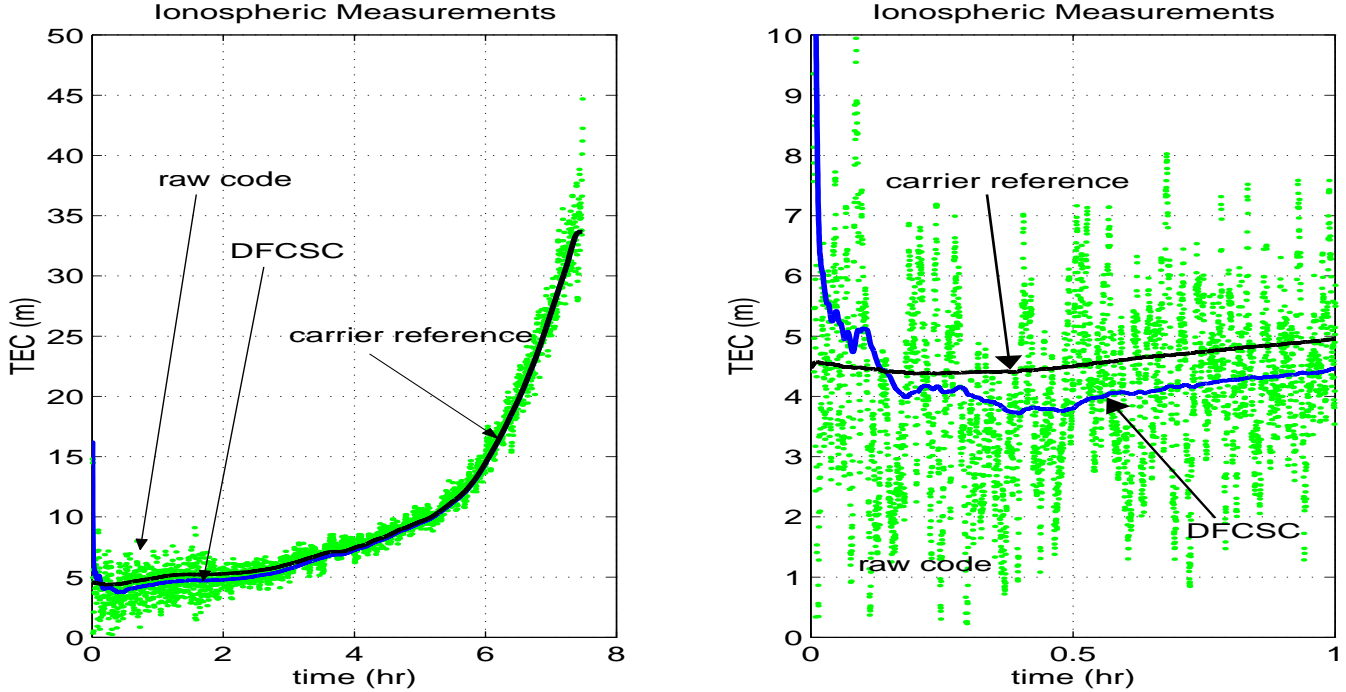 Ionospheric Measurements
50
45
40
35
30
25
20
15
10
5
0
TEC (m)
raw code
DFCSC
carrier reference
0
2
4
6
8
time (hr)
Ionospheric Measurements
10
9
8
7
6
5
4
3
2
1
0
TEC (m)
carrier reference
DFCSC
raw code
0
0.5
1
time (hr)